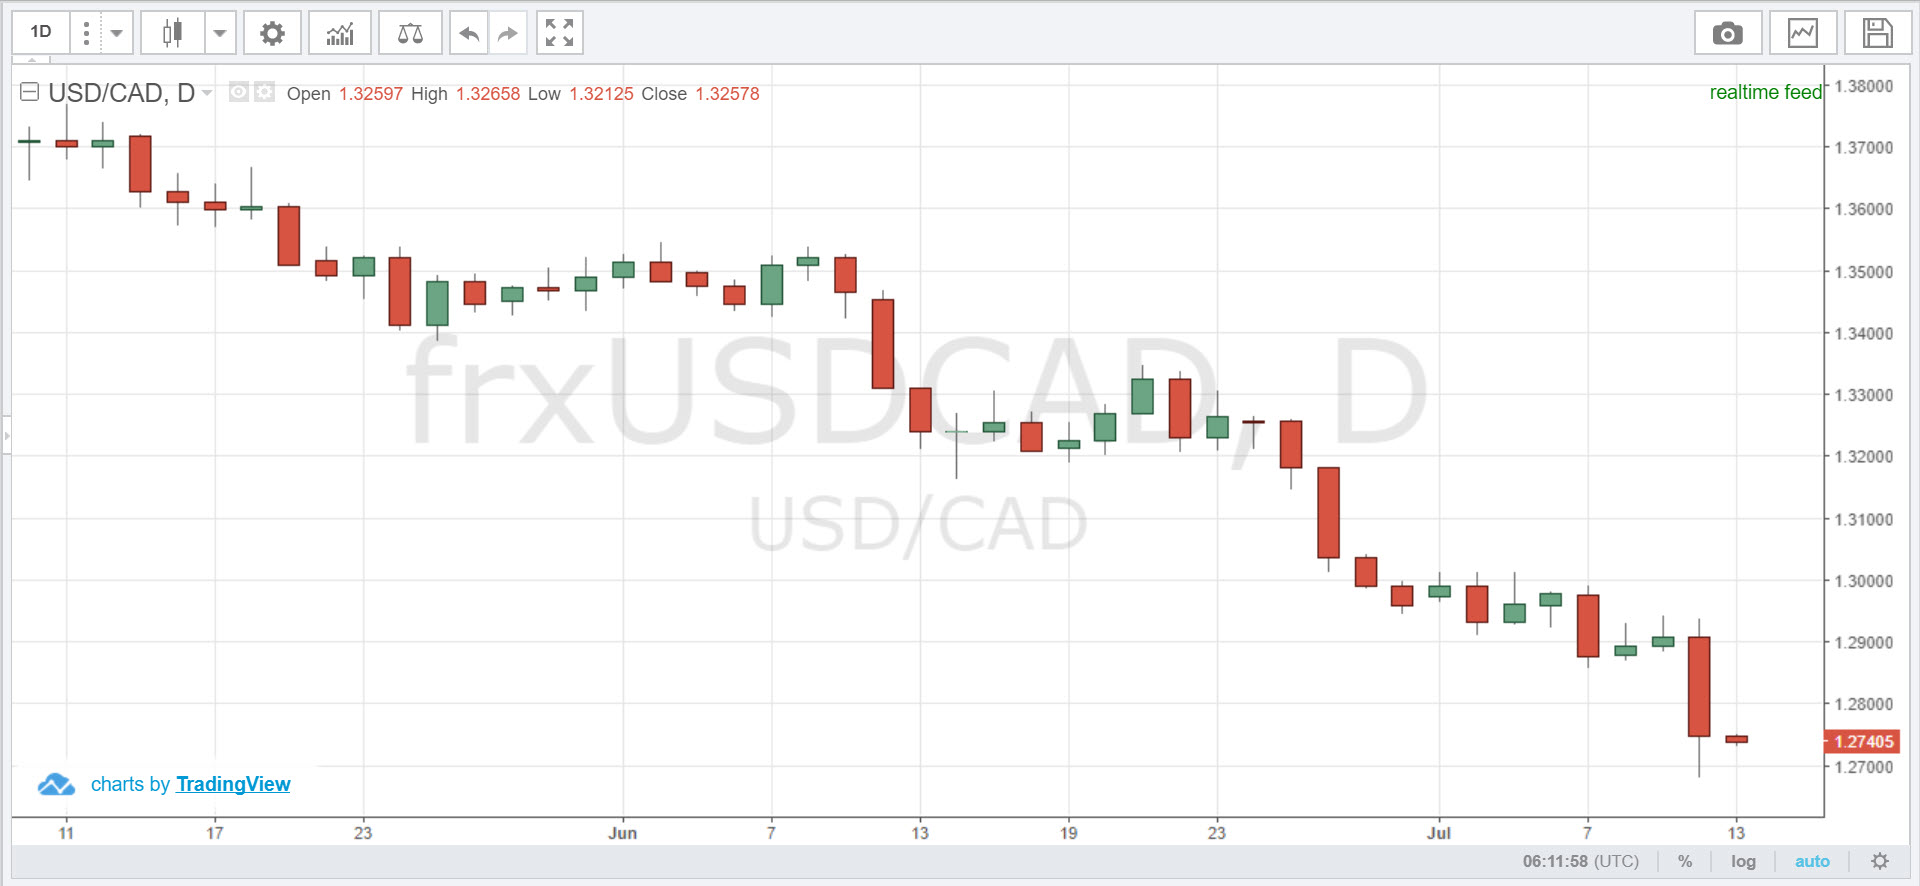 1D
USD/CAD, D Open 1.32597 High 1.32658 Low 1.32125 Close 1.32578
realtime feed
1.38000
1.37000
1.36000
1.35000
1.34000
1.33000
1.32000
1.31000
1.30000
1.29000
1.28000
1.27405
1.27000
frxUSDCAD, D
USD/CAD
charts by TradingView
11 17 23 Jun 7 13 19 23 Jul 7 13
06:11:58 (UTC) % log auto